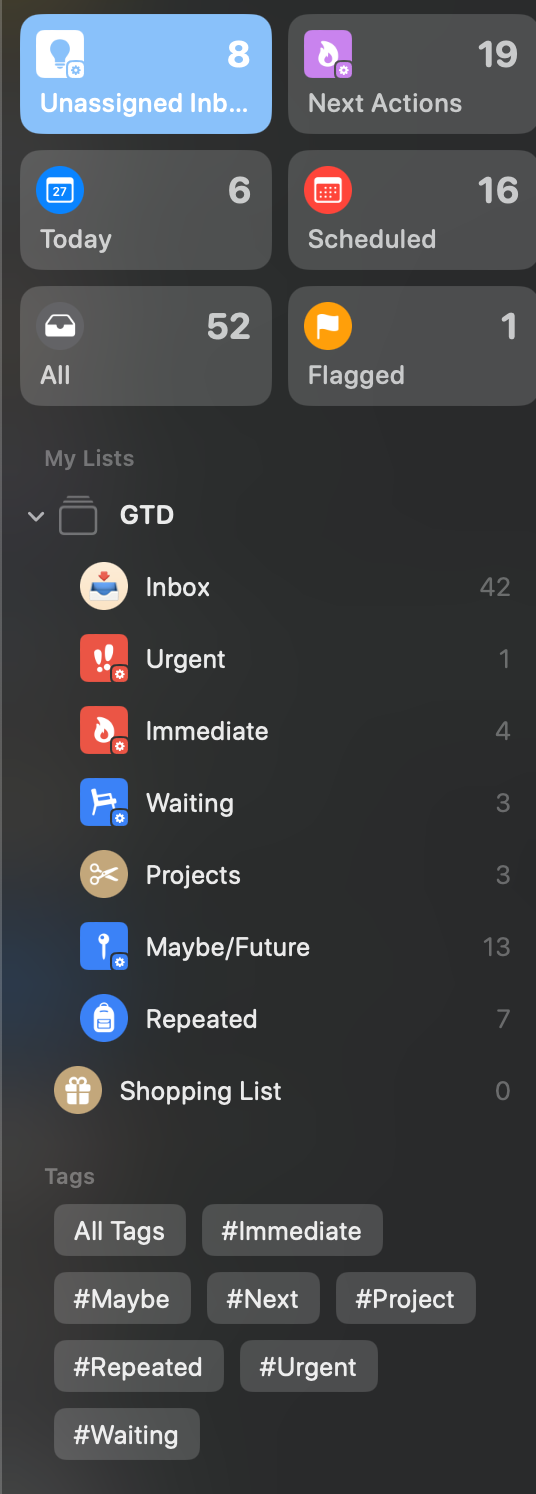 8
Unassigned Inb...
19
Next Actions
27
6
Today
16
Scheduled
52
All
1
Flagged
My Lists
GTD
Inbox 42
Urgent 1
Immediate 4
Waiting 3
Projects 3
Maybe/Future 13
Repeated 7
Shopping List 0
Tags
All Tags #Immediate
#Maybe #Next #Project
#Repeated #Urgent
#Waiting